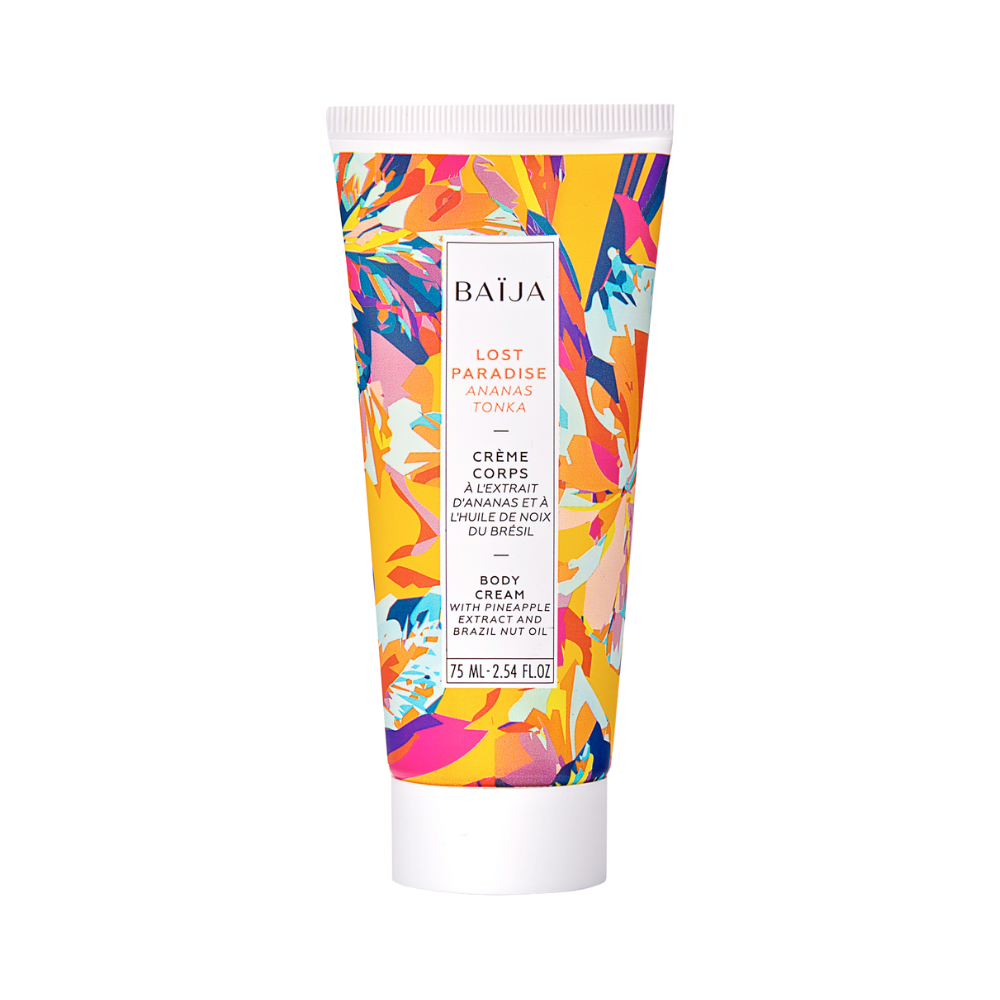 BAÏJA
LOST
PARADISE
ANANAS
TONKA
—
CRÈME
CORPS
À L'EXTRAIT
D'ANANAS ET À
L'HUILE DE NOIX
DU BRÉSIL
—
BODY
CREAM
WITH PINEAPPLE
EXTRACT AND
BRAZIL NUT OIL
75 ML - 2.54 FL.OZ